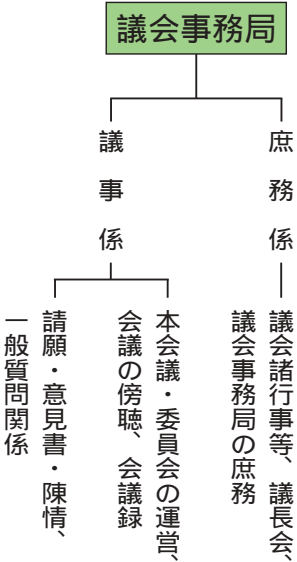 議会事務局
庶務係
議会諸行事等、議長会、
議会事務局の庶務
議事係
本会議・委員会の運営、
会議の傍聴、会議録
請願・意見書・陳情、
一般質問関係